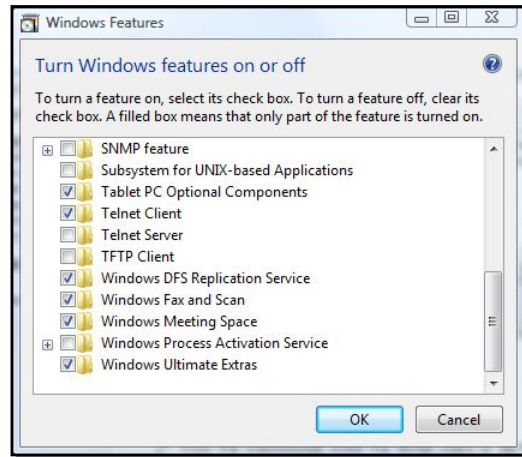 Windows Features
Turn Windows features on or off
To turn a feature on, select its check box. To turn a feature off, clear its
check box. A filled box means that only part of the feature is turned on.
SNMP feature
Subsystem for UNIX-based Applications
Tablet PC Optional Components
Telnet Client
Telnet Server
TFTP Client
Windows DFS Replication Service
Windows Fax and Scan
Windows Meeting Space
Windows Process Activation Service
Windows Ultimate Extras
OK Cancel